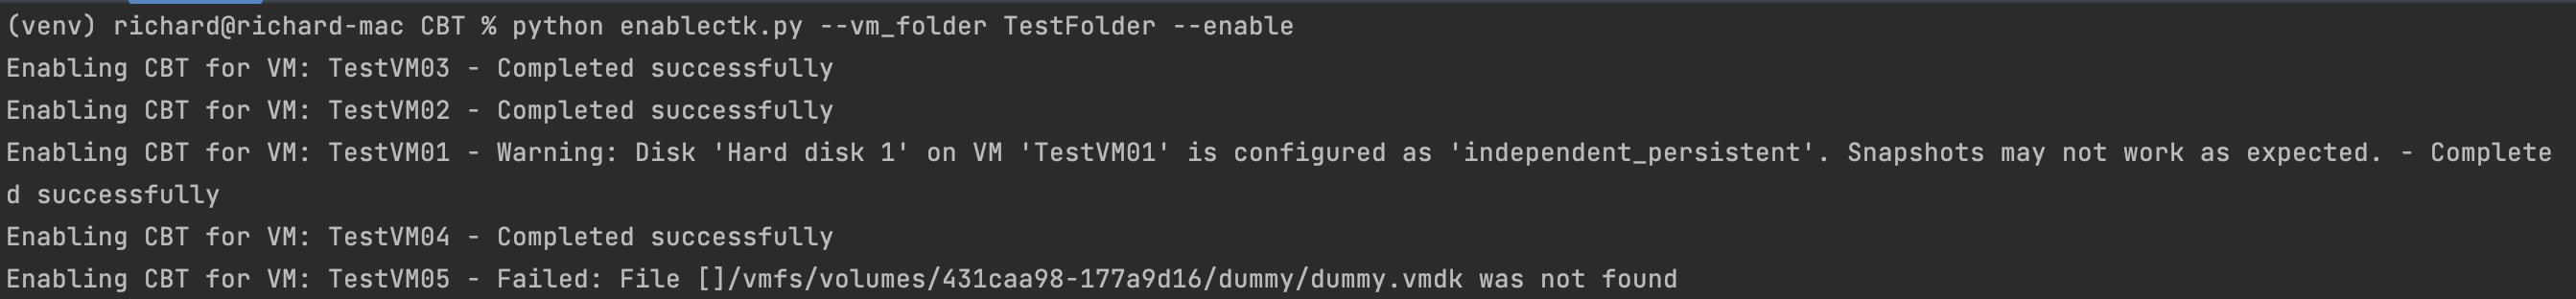 (venv) richard@richard-mac CBT % python enablectk.py --vm_folder TestFolder --enable
Enabling CBT for VM: TestVM03 - Completed successfully
Enabling CBT for VM: TestVM02 - Completed successfully
Enabling CBT for VM: TestVM01 - Warning: Disk 'Hard disk 1' on VM 'TestVM01' is configured as 'independent_persistent'. Snapshots may not work as expected. - Complete
d successfully
Enabling CBT for VM: TestVM04 - Completed successfully
Enabling CBT for VM: TestVM05 - Failed: File []/vmfs/volumes/431caa98-177a9d16/dummy/dummy.vmdk was not found